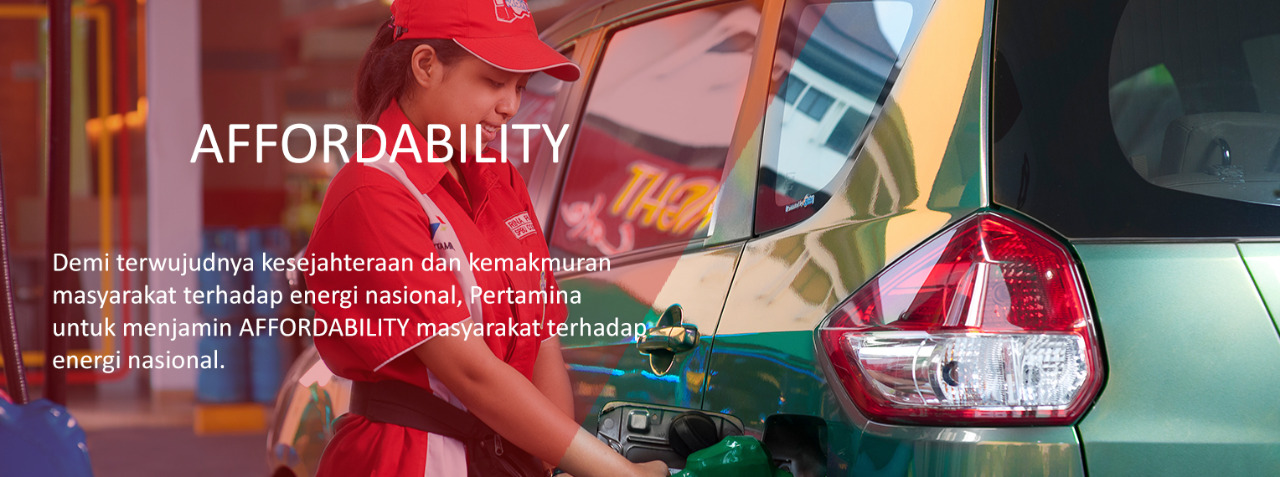 AFFORDABILITY
Demi terwujudnya kesejahteraan dan kemakmuran
masyarakat terhadap energi nasional, Pertamina
untuk menjamin AFFORDABILITY masyarakat terhadap
energi nasional.